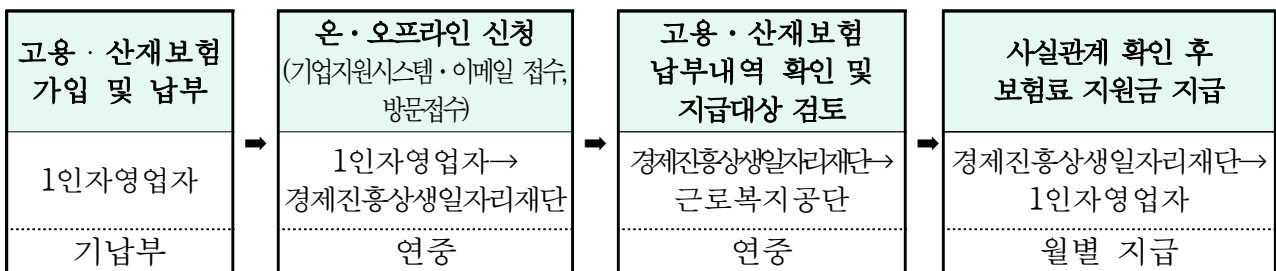 고용 · 산재보험
가입 및 납부
1인자영업자
기납부
➡
온·오프라인 신청
(기업지원시스템·이메일 접수,
방문접수)
1인자영업자→
경제진흥상생일자리재단
연중
➡
고용·산재보험
납부내역 확인 및
지급대상 검토
경제진흥상생일자리재단→
근로복지공단
연중
➡
사실관계 확인 후
보험료 지원금 지급
경제진흥상생일자리재단→
1인자영업자
월별 지급